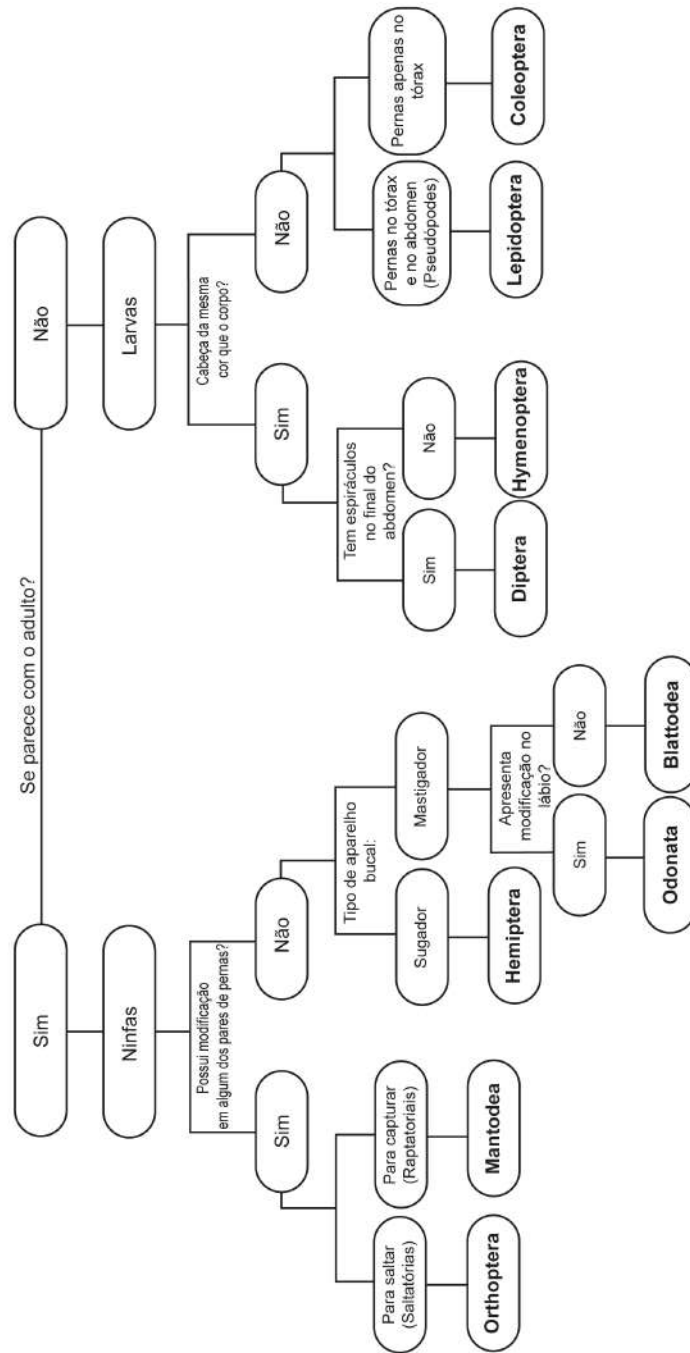 Se parece com o adulto?
Sim
Ninfas
Possui modificação
em algum dos pares de pernas?
Sim
Para saltar
(Saltatórias)
Orthoptera
Para capturar
(Raptatoriais)
Mantodea
Não
Tipo de aparelho
bucal:
Sugador
Hemiptera
Mastigador
Apresenta
modificação no
lábio?
Sim
Odonata
Não
Blattodea
Não
Larvas
Cabeça da mesma
cor que o corpo?
Sim
Tem espiráculos
no final do
abdomen?
Sim
Diptera
Não
Hymenoptera
Não
Pernas no tórax
e no abdomen
(Pseudópodes)
Lepidoptera
Pernas apenas no
tórax
Coleoptera